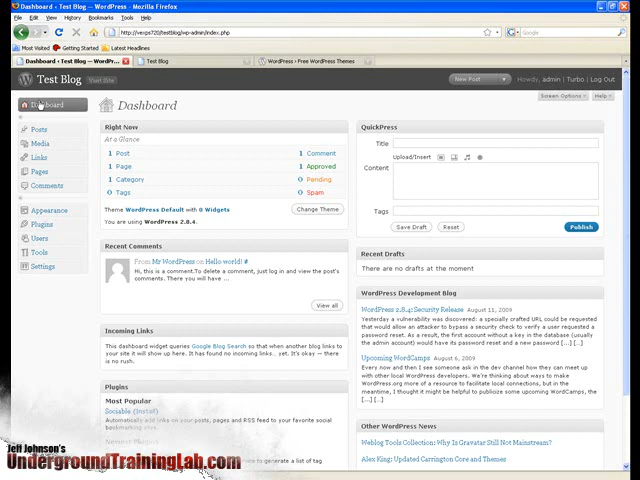 Dashboard ‹ Test Blog — WordPress - Mozilla Firefox
File Edit View History Bookmarks Tools Help
http://vexps720/testblog/wp-admin/index.php
Google
Most Visited Getting Started Latest Headlines
Dashboard ‹ Test Blog — WordPr... Test Blog WordPress › Free WordPress Themes
Test Blog Visit Site New Post Howdy, admin | Turbo | Log Out
Screen Options Help
Dashboard
Posts
Media
Links
Pages
Comments
Appearance
Plugins
Users
Tools
Settings
Dashboard
Right Now
At a Glance
1 Post 1 Comment
1 Page 1 Approved
1 Category 0 Pending
0 Tags 0 Spam
Theme WordPress Default with 0 Widgets Change Theme
You are using WordPress 2.8.4.
Recent Comments
From Mr WordPress on Hello world! #
Hi, this is a comment.To delete a comment, just log in and view the post's
comments. There you will have ...
View all
Incoming Links
This dashboard widget queries Google Blog Search so that when another blog links to
your site it will show up here. It has found no incoming links... yet. It's okay — there
is no rush.
Plugins
Most Popular
Sociable (Install)
Automatically add links on your posts, pages and RSS feed to your favorite social
bookmarking sites.
Newest Plugins
service to generate a list of tag
QuickPress
Title
Upload/Insert
Content
Tags
Save Draft Reset Publish
Recent Drafts
There are no drafts at the moment
WordPress Development Blog
WordPress 2.8.4: Security Release August 11, 2009
Yesterday a vulnerability was discovered: a specially crafted URL could be requested
that would allow an attacker to bypass a security check to verify a user requested a
password reset. As a result, the first account without a key in the database (usually
the admin account) would have its password reset and a new password [...] [...]
Upcoming WordCamps August 6, 2009
Every now and then I see someone ask in the dev channel how they can meet up
with other local WordPress developers. We're thinking about ways to make
WordPress.org more of a resource facilitate local connections, but in the
meantime, I thought it might be helpful to publicize some upcoming WordCamps, the
[...] [...]
Other WordPress News
Weblog Tools Collection: Why Is Gravatar Still Not Mainstream?
Alex King: Updated Carrington Core and Themes
Jeff Johnson's
UndergroundTrainingLab.com